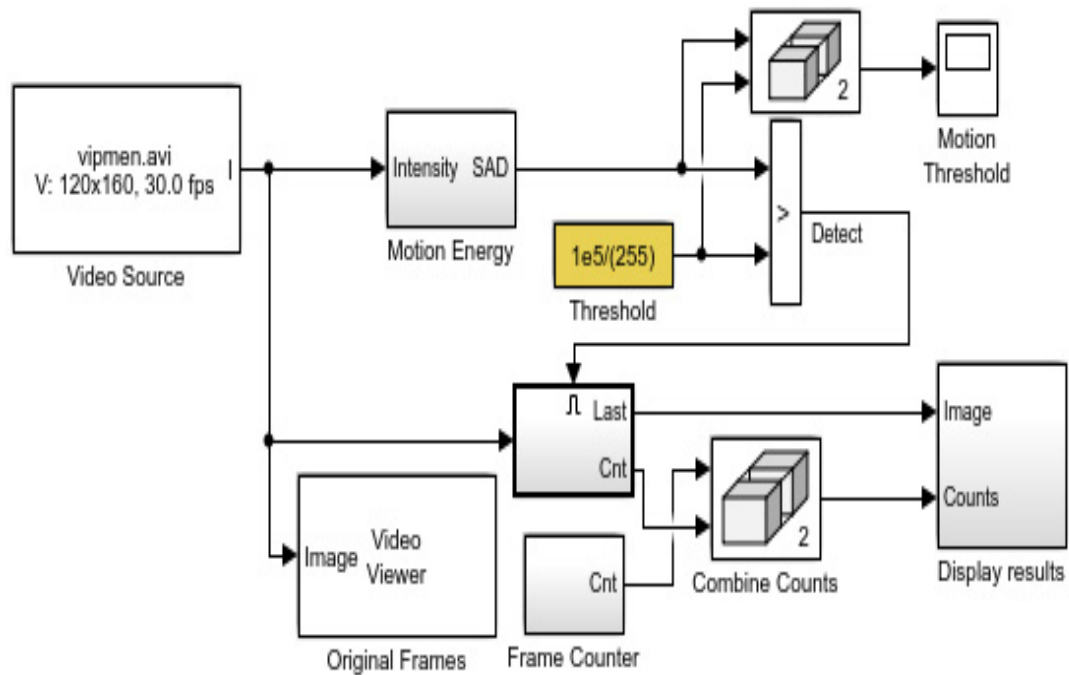 vipmen.avi
V: 120x160, 30.0 fps
I
Video Source
Intensity SAD
Motion Energy
2
Motion
Threshold
>
Detect
1e5/(255)
Threshold
Last
Cnt
Image
Counts
Display results
2
Combine Counts
Image
Video
Viewer
Original Frames
Cnt
Frame Counter